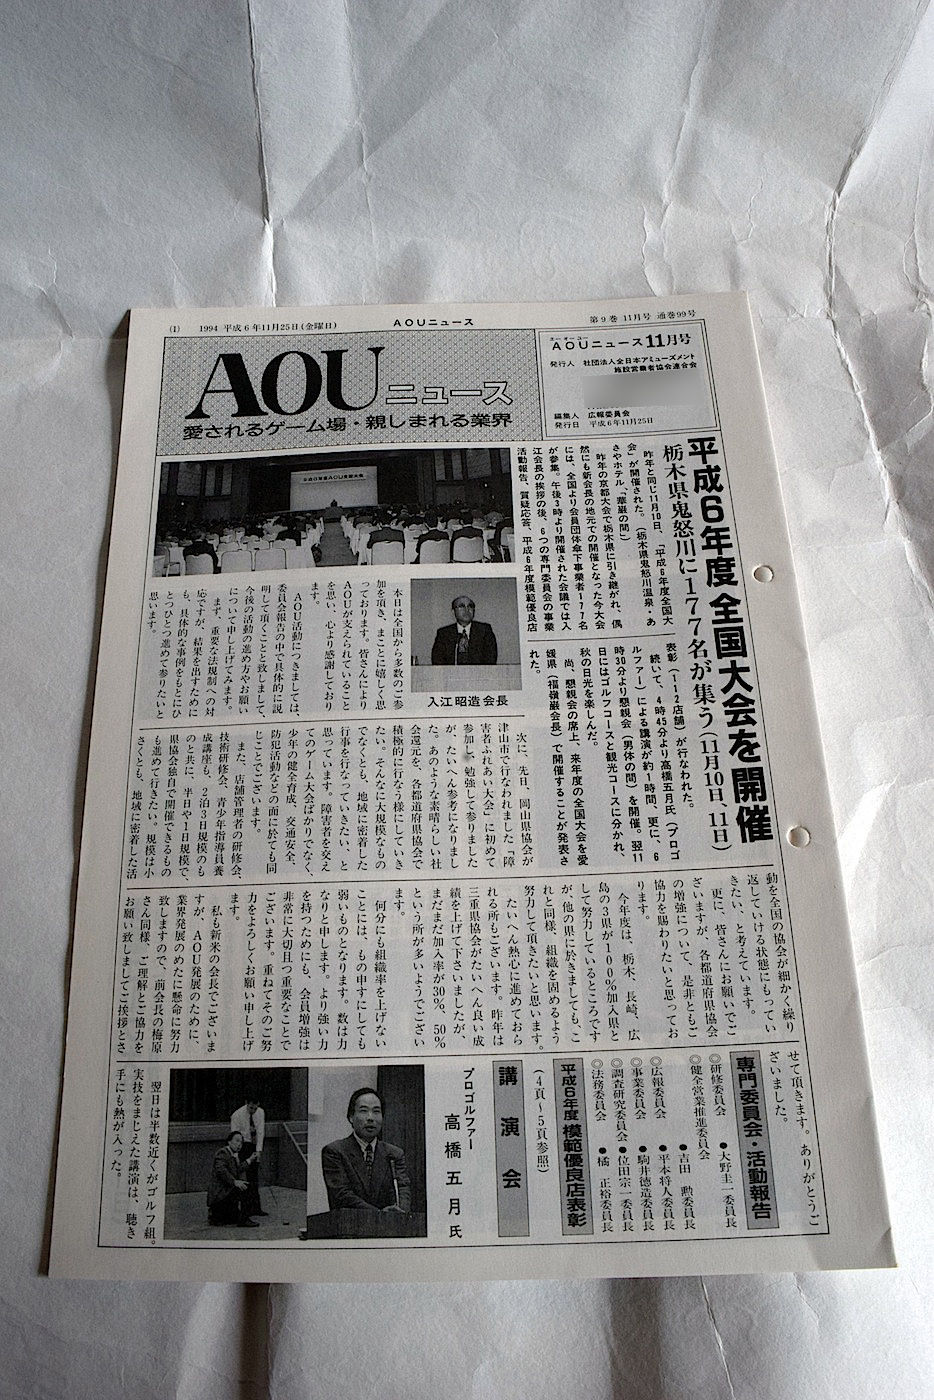 (1)
1994 平成6年11月25日(金曜日)
AOUニュース
第9巻 11月号 通巻99号
AOUニュース
愛されるゲーム場・親しまれる業界
エー オー ユー
AOUニュース11月号
発行人 社団法人全日本アミューズメント
施設営業者協会連合会
編集人 広報委員会
発行日 平成6年11月25日
平成6年度 全国大会を開催
栃木県鬼怒川に177名が集う(11月10日、11日)
昨年と同じ11月10日、「平成6年度全国大
会」が開催された。(栃木県鬼怒川温泉・あ
さやホテル、「華厳の間」)
昨年の京都大会で栃木県に引き継がれ、偶
然にも新会長の地元での開催となった今大会
には、全国より会員団体傘下事業者177名
が参集。午後3時より開催された会議では入
江会長の挨拶の後、6つの専門委員会の事業
活動報告、質疑応答、平成6年度模範優良店
表彰(112店舗)が行なわれた。
続いて、4時45分より高橋五月氏(プロゴ
ルファー)による講演が約1時間、更に、6
時30分より懇親会(男体の間)を開催。翌11
日にはゴルフコースと観光コースに分かれ、
秋の日光を楽しんだ。
尚、懇親会の席上、来年度の全国大会を愛
媛県(福嶺巌会長)で開催することが発表さ
れた。
平成6年度AOU全国大会
入江昭造会長
本日は全国から多数のご参
加を頂き、まことに嬉しく思
っております。皆さんにより
AOUが支えられていること
を思い、心より感謝しており
ます。
AOU活動につきましては、
委員会報告の中で具体的に説
明して頂くことと致しまして、
今後の活動の進め方やお願い
について申し上げてみます。
まず、重要な法規制への対
応ですが、結果を出すために
も、具体的な事例をもとにひ
とつひとつ進めて参りたいと
思います。
次に、先日、岡山県協会が
津山市で行なわれました「障
害者ふれあい大会」に初めて
参加し、勉強して参りました
が、たいへん参考になりまし
た。あのような素晴らしい社
会還元を、各都道府県協会で
積極的に行なう様にしていき
たい。そんなに大規模なもの
でなくとも、地域に密着した
行事を行なっていきたい、と
思っています。障害者を交え
てのゲーム大会ばかりでなく、
少年の健全育成、交通安全、
防犯活動などの面に於ても同
じことでございます。
また、店舗管理者の研修会、
技術研修会、青少年指導員養
成講座も、2泊3日規模のも
のと共に、半日や1日規模で、
県協会独自で開催できるもの
も進めて行きたい。規模は小
さくとも、地域に密着した活
動を全国の協会が細かく繰り
返していける状態にもってい
きたい、と考えています。
更に、皆さんにお願いでご
ざいますが、各都道府県協会
の増強について、是非ともご
協力を賜わりたいと思ってお
ります。
今年度は、栃木、長崎、広
島の3県が100%加入県と
して努力しているところです
が、他の県に於きましても、こ
れと同様、組織を固めるよう
努力して頂きたいと思います。
たいへん熱心に進めておら
れる所もございます。昨年は
三重県協会がたいへん良い成
績を上げて下さいましたが、
まだまだ加入率が30%、50%
という所が多いようでござい
ます。
何分にも組織率を上げない
ことには、もの申すにしても
弱いものとなります。数は力
なりと申します。より強い力
を持つためにも、会員増強は
非常に大切且つ重要なことで
ございます。重ねてそのご努
力をよろしくお願い申し上げ
ます。
私も新米の会長でございま
すが、AOU発展のために、
業界発展のめたに懸命に努力
致しますので、前会長の梅原
さん同様、ご理解とご協力を
お願い致しましてご挨拶とさ
せて頂きます。ありがとうご
ざいました。
専門委員会・活動報告
◎研修委員会 ●大野圭一委員長
◎健全営業推進委員会
●吉田 勲委員長
◎広報委員会 ●平本将人委員長
◎事業委員会 ●駒井徳造委員長
◎調査研究委員会 ●位田宗一委員長
◎法務委員会 ●橘 正裕委員長
平成6年度 模範優良店表彰
(4頁〜5頁参照)
講演会
プロゴルファー
高橋五月氏
翌日は半数近くがゴルフ組。
実技をまじえた講演は、聴き
手にも熱が入った。